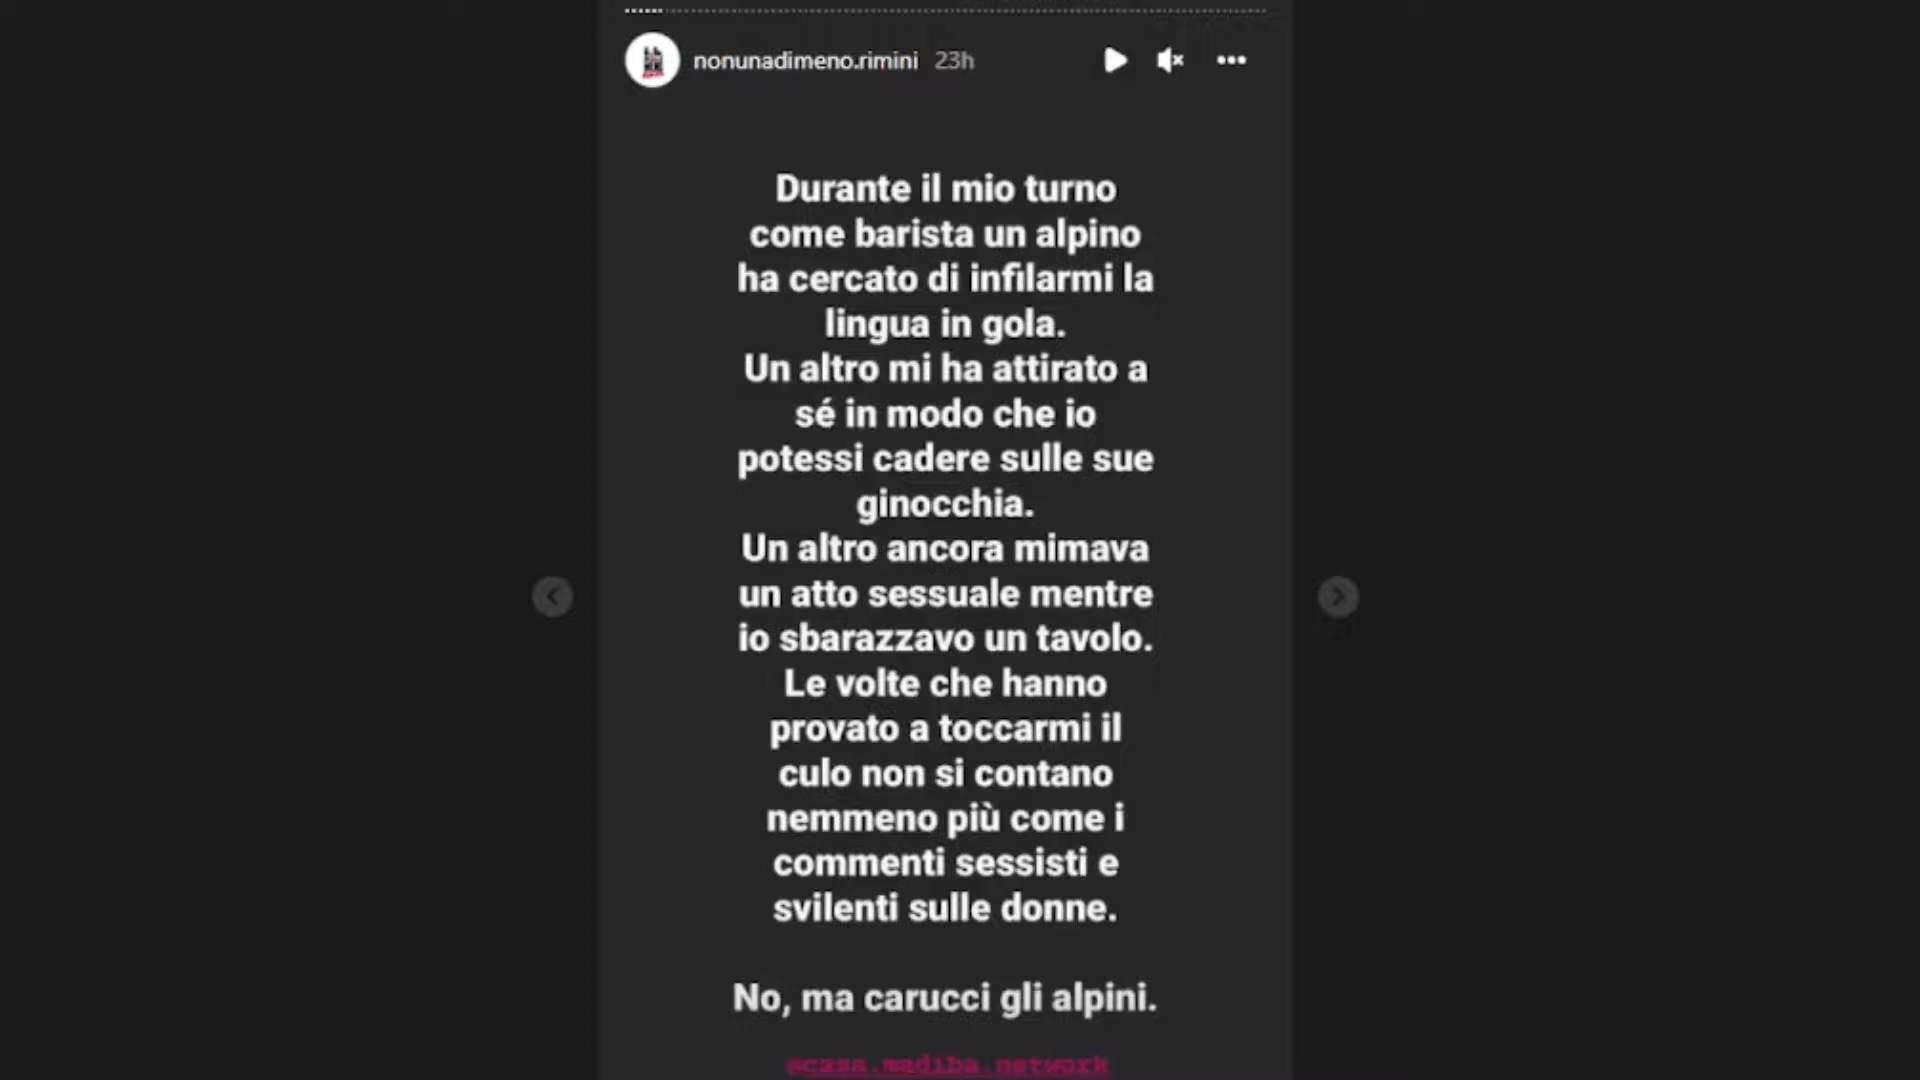 nonunadimeno.rimini 23h
Durante il mio turno
come barista un alpino
ha cercato di infilarmi la
lingua in gola.
Un altro mi ha attirato a
sé in modo che io
potessi cadere sulle sue
ginocchia.
Un altro ancora mimava
un atto sessuale mentre
io sbarazzavo un tavolo.
Le volte che hanno
provato a toccarmi il
culo non si contano
nemmeno più come i
commenti sessisti e
svilenti sulle donne.
No, ma carucci gli alpini.
@casa.madiba.network